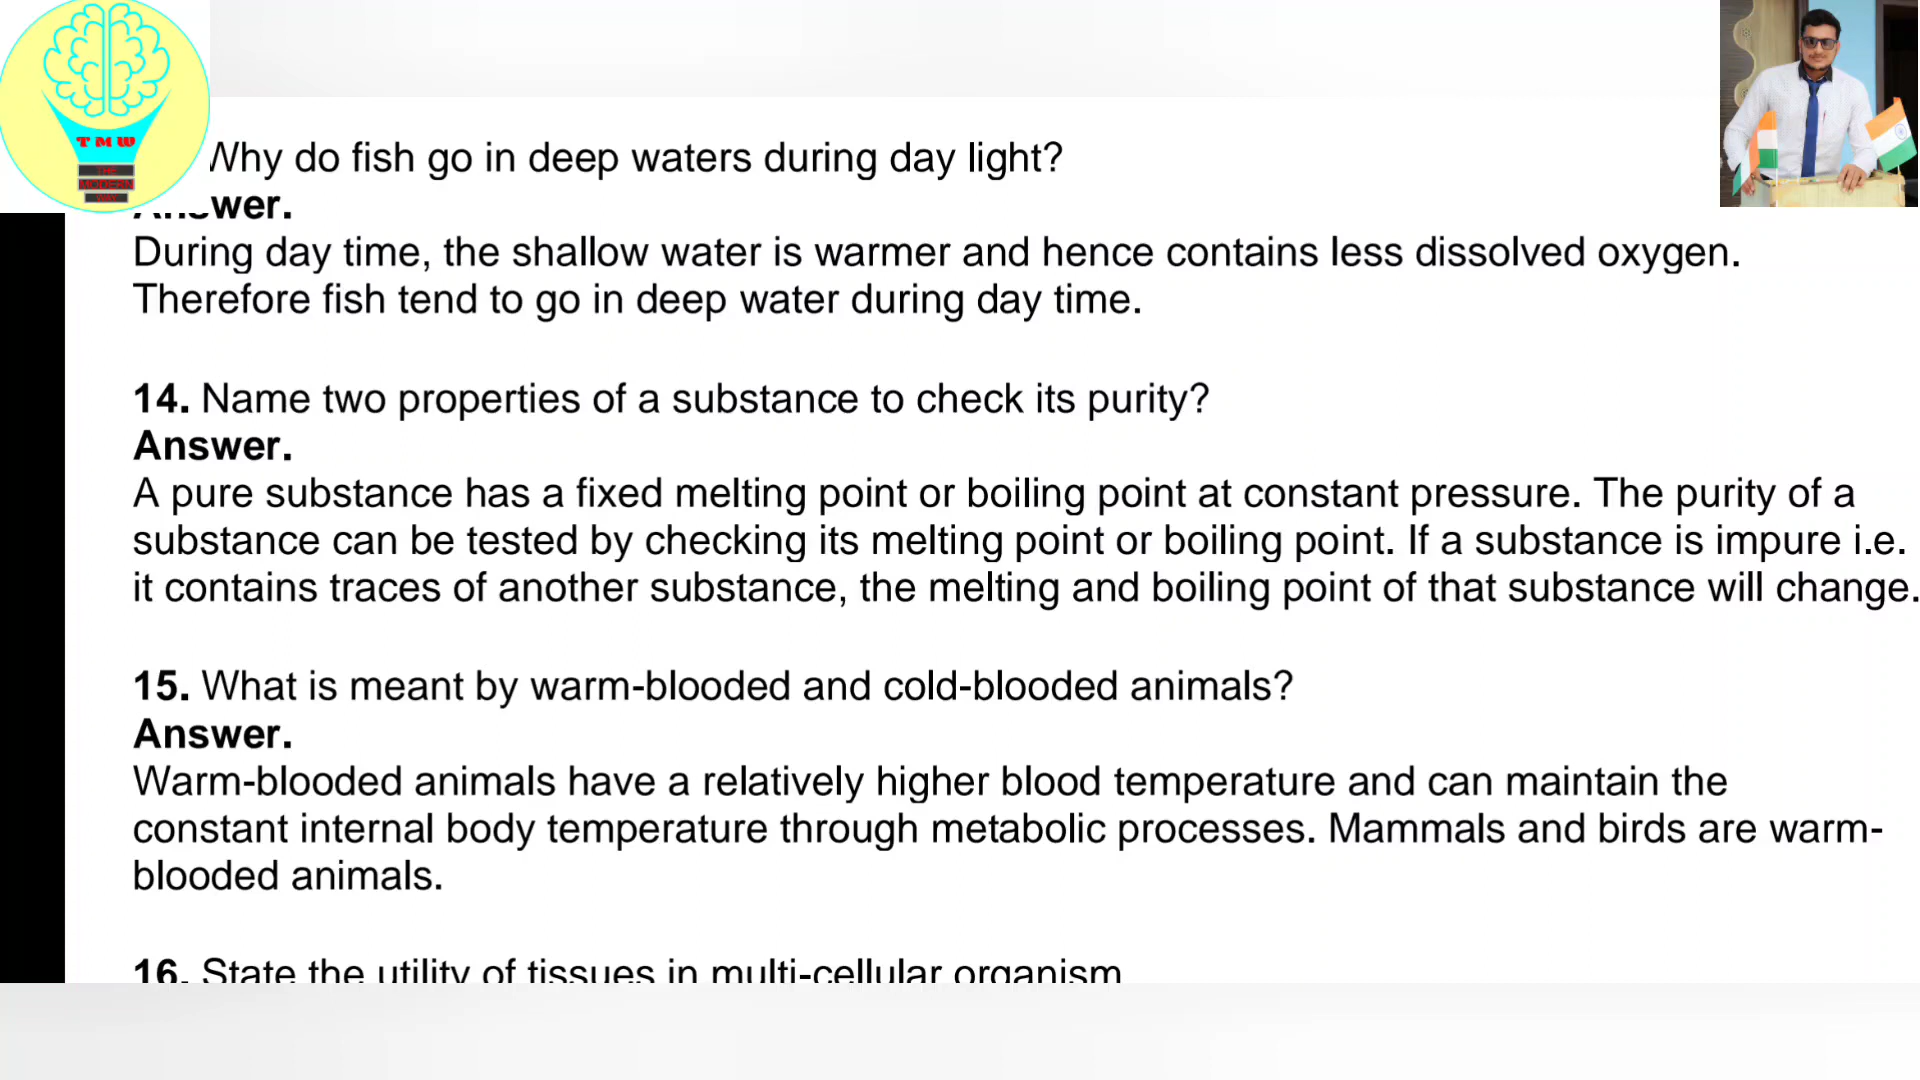 T M W
THE
MODERN
WAY
Why do fish go in deep waters during day light?
Answer.
During day time, the shallow water is warmer and hence contains less dissolved oxygen.
Therefore fish tend to go in deep water during day time.
14. Name two properties of a substance to check its purity?
Answer.
A pure substance has a fixed melting point or boiling point at constant pressure. The purity of a
substance can be tested by checking its melting point or boiling point. If a substance is impure i.e.
it contains traces of another substance, the melting and boiling point of that substance will change.
15. What is meant by warm-blooded and cold-blooded animals?
Answer.
Warm-blooded animals have a relatively higher blood temperature and can maintain the
constant internal body temperature through metabolic processes. Mammals and birds are warm-
blooded animals.
16. State the utility of tissues in multi-cellular organism